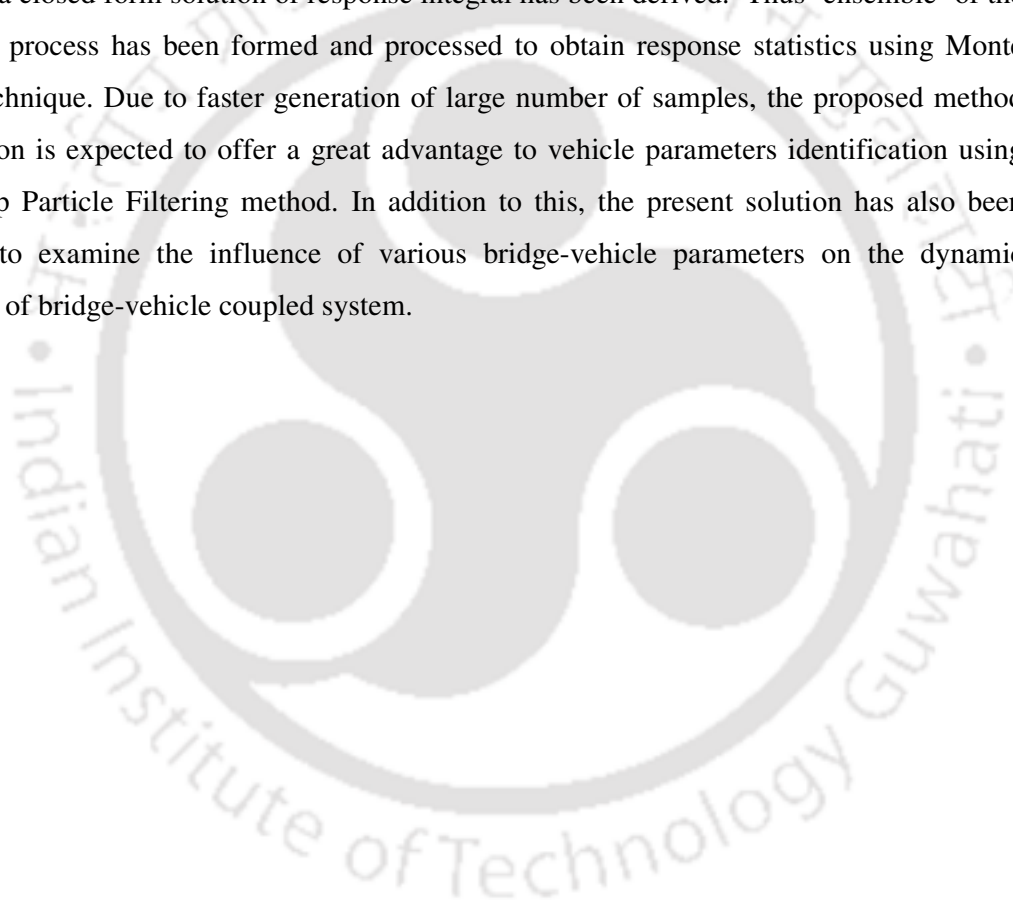 a closed form solution of response integral has been derived. Thus "ensemble" of the
process has been formed and processed to obtain response statistics using Monte
chnique. Due to faster generation of large number of samples, the proposed method
on is expected to offer a great advantage to vehicle parameters identification using
p Particle Filtering method. In addition to this, the present solution has also been
to examine the influence of various bridge-vehicle parameters on the dynamic
of bridge-vehicle coupled system.
Indian Institute of Technology Guwahati